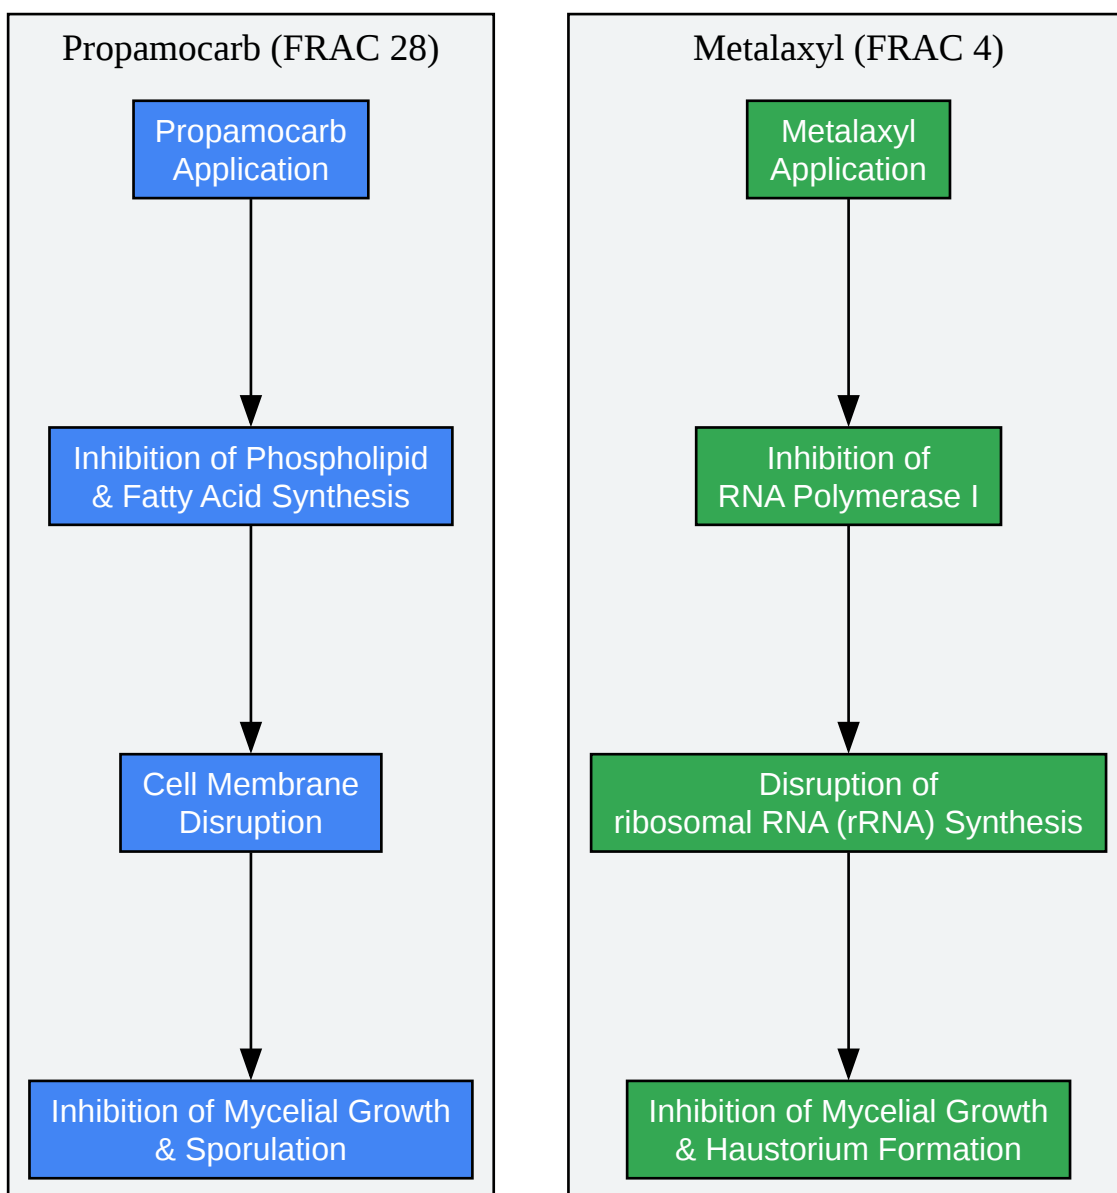 Propamocarb (FRAC 28)
Propamocarb
Application
Inhibition of Phospholipid
& Fatty Acid Synthesis
Cell Membrane
Disruption
Inhibition of Mycelial Growth
& Sporulation
Metalaxyl (FRAC 4)
Metalaxyl
Application
Inhibition of
RNA Polymerase I
Disruption of
ribosomal RNA (rRNA) Synthesis
Inhibition of Mycelial Growth
& Haustorium Formation